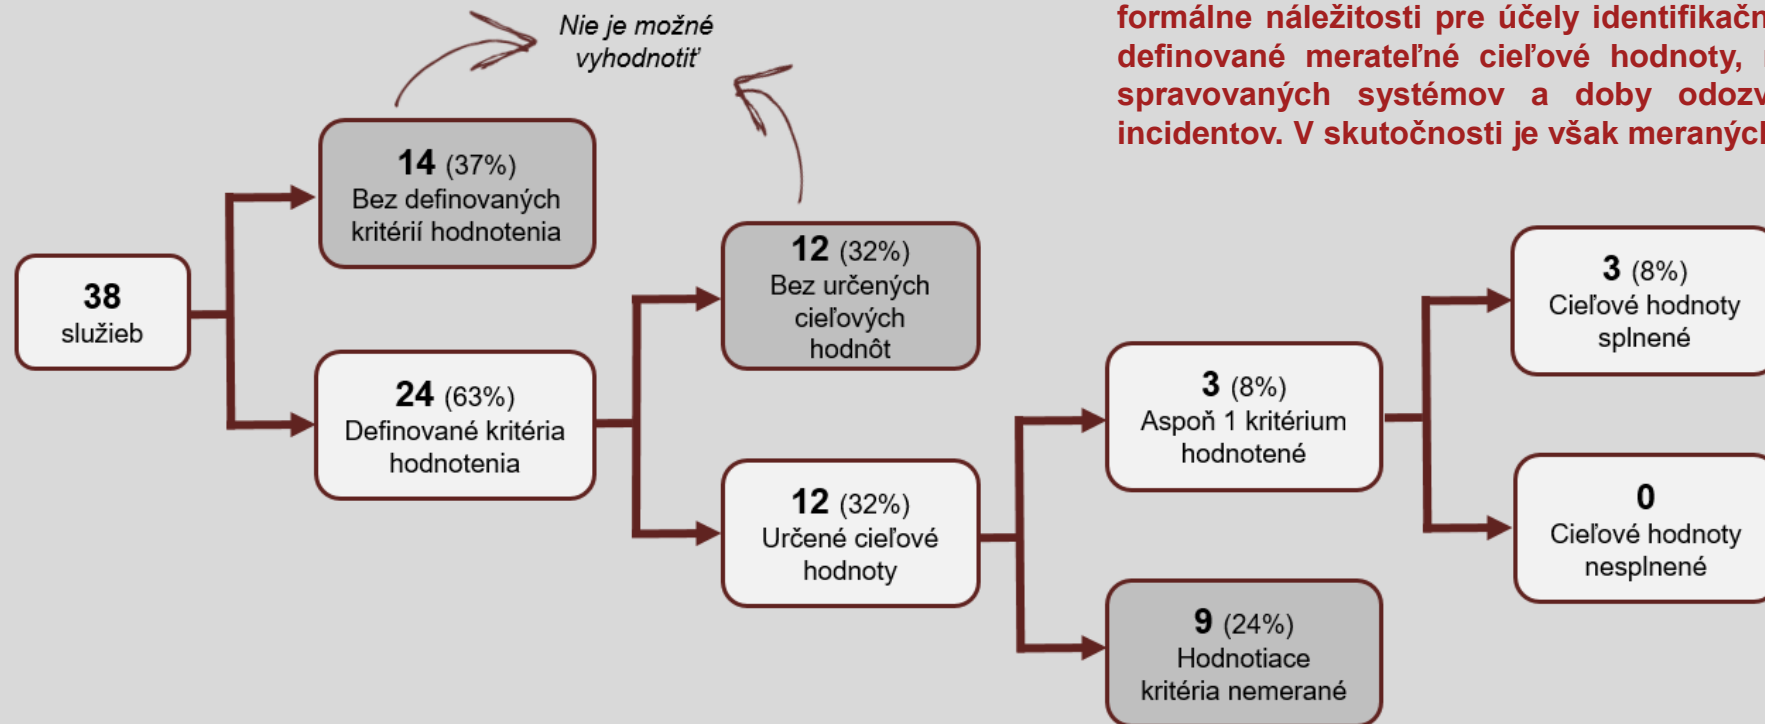 Nie je možné
vyhodnotiť
formálne náležitosti pre účely
definované merateľné cieľové hodnoty,
spravovaných systémov a doby
incidentov. V skutočnosti je však
14 (37%)
Bez definovaných
kritérií hodnotenia
38
služieb
24 (63%)
Definované kritéria
hodnotenia
12 (32%)
Bez určených
cieľových
hodnôt
12 (32%)
Určené cieľové
hodnoty
3 (8%)
Aspoň 1 kritérium
hodnotené
9 (24%)
Hodnotiace
kritéria nemerané
3 (8%)
Cieľové hodnoty
splnené
0
Cieľové hodnoty
nesplnené